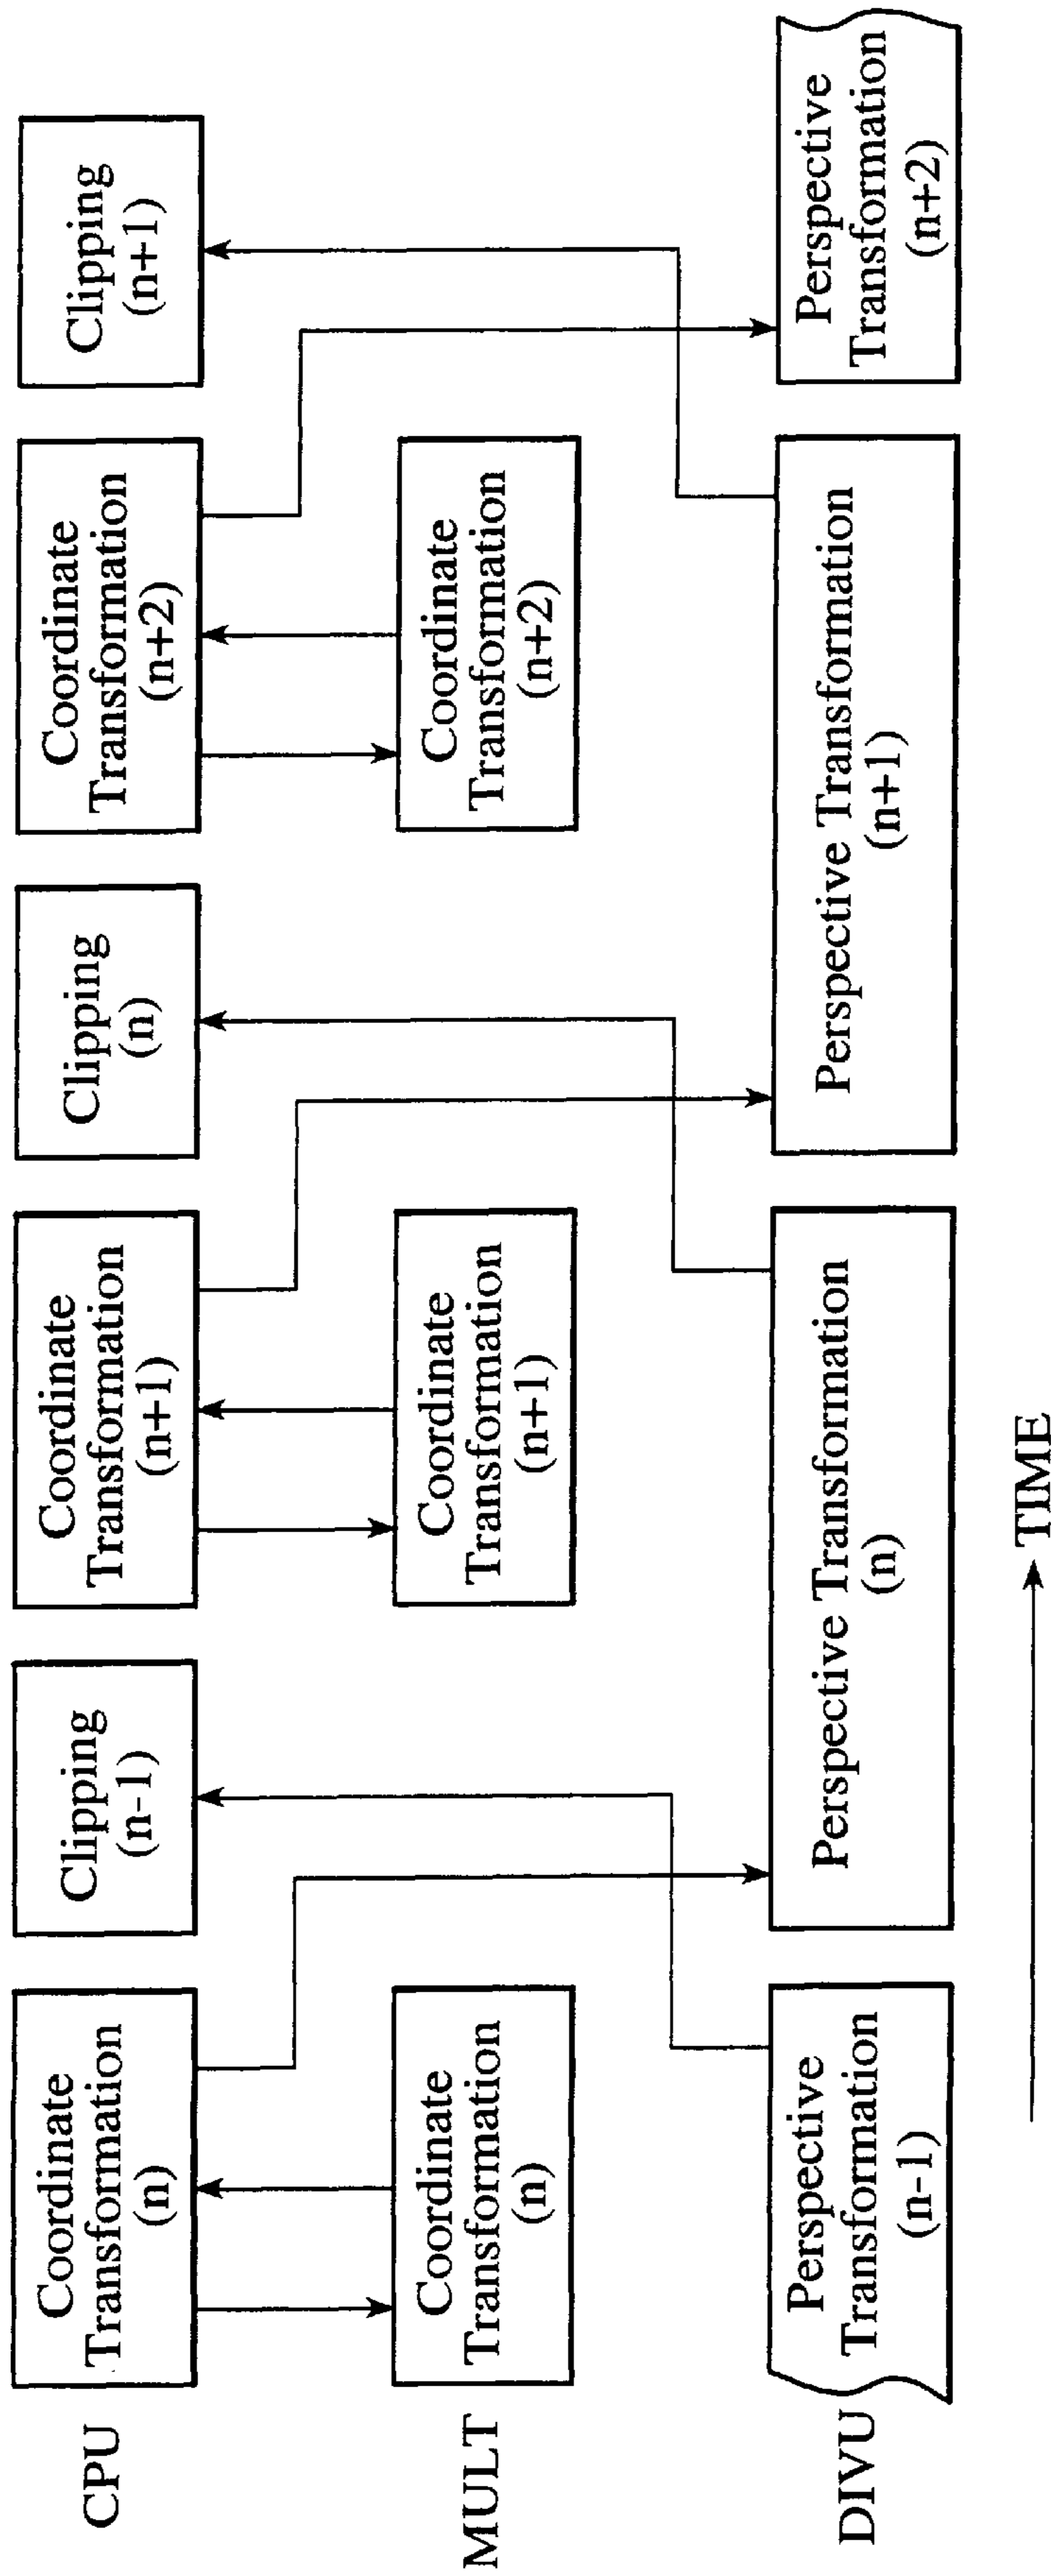 CPU
Coordinate
Transformation
(n)
Clipping
(n-1)
Coordinate
Transformation
(n+1)
Clipping
(n)
Coordinate
Transformation
(n+2)
Clipping
(n+1)
MULT
Coordinate
Transformation
(n)
Coordinate
Transformation
(n+1)
Coordinate
Transformation
(n+2)
DIVU
Perspective
Transformation
(n-1)
Perspective Transformation
(n)
Perspective Transformation
(n+1)
Perspective
Transformation
(n+2)
TIME